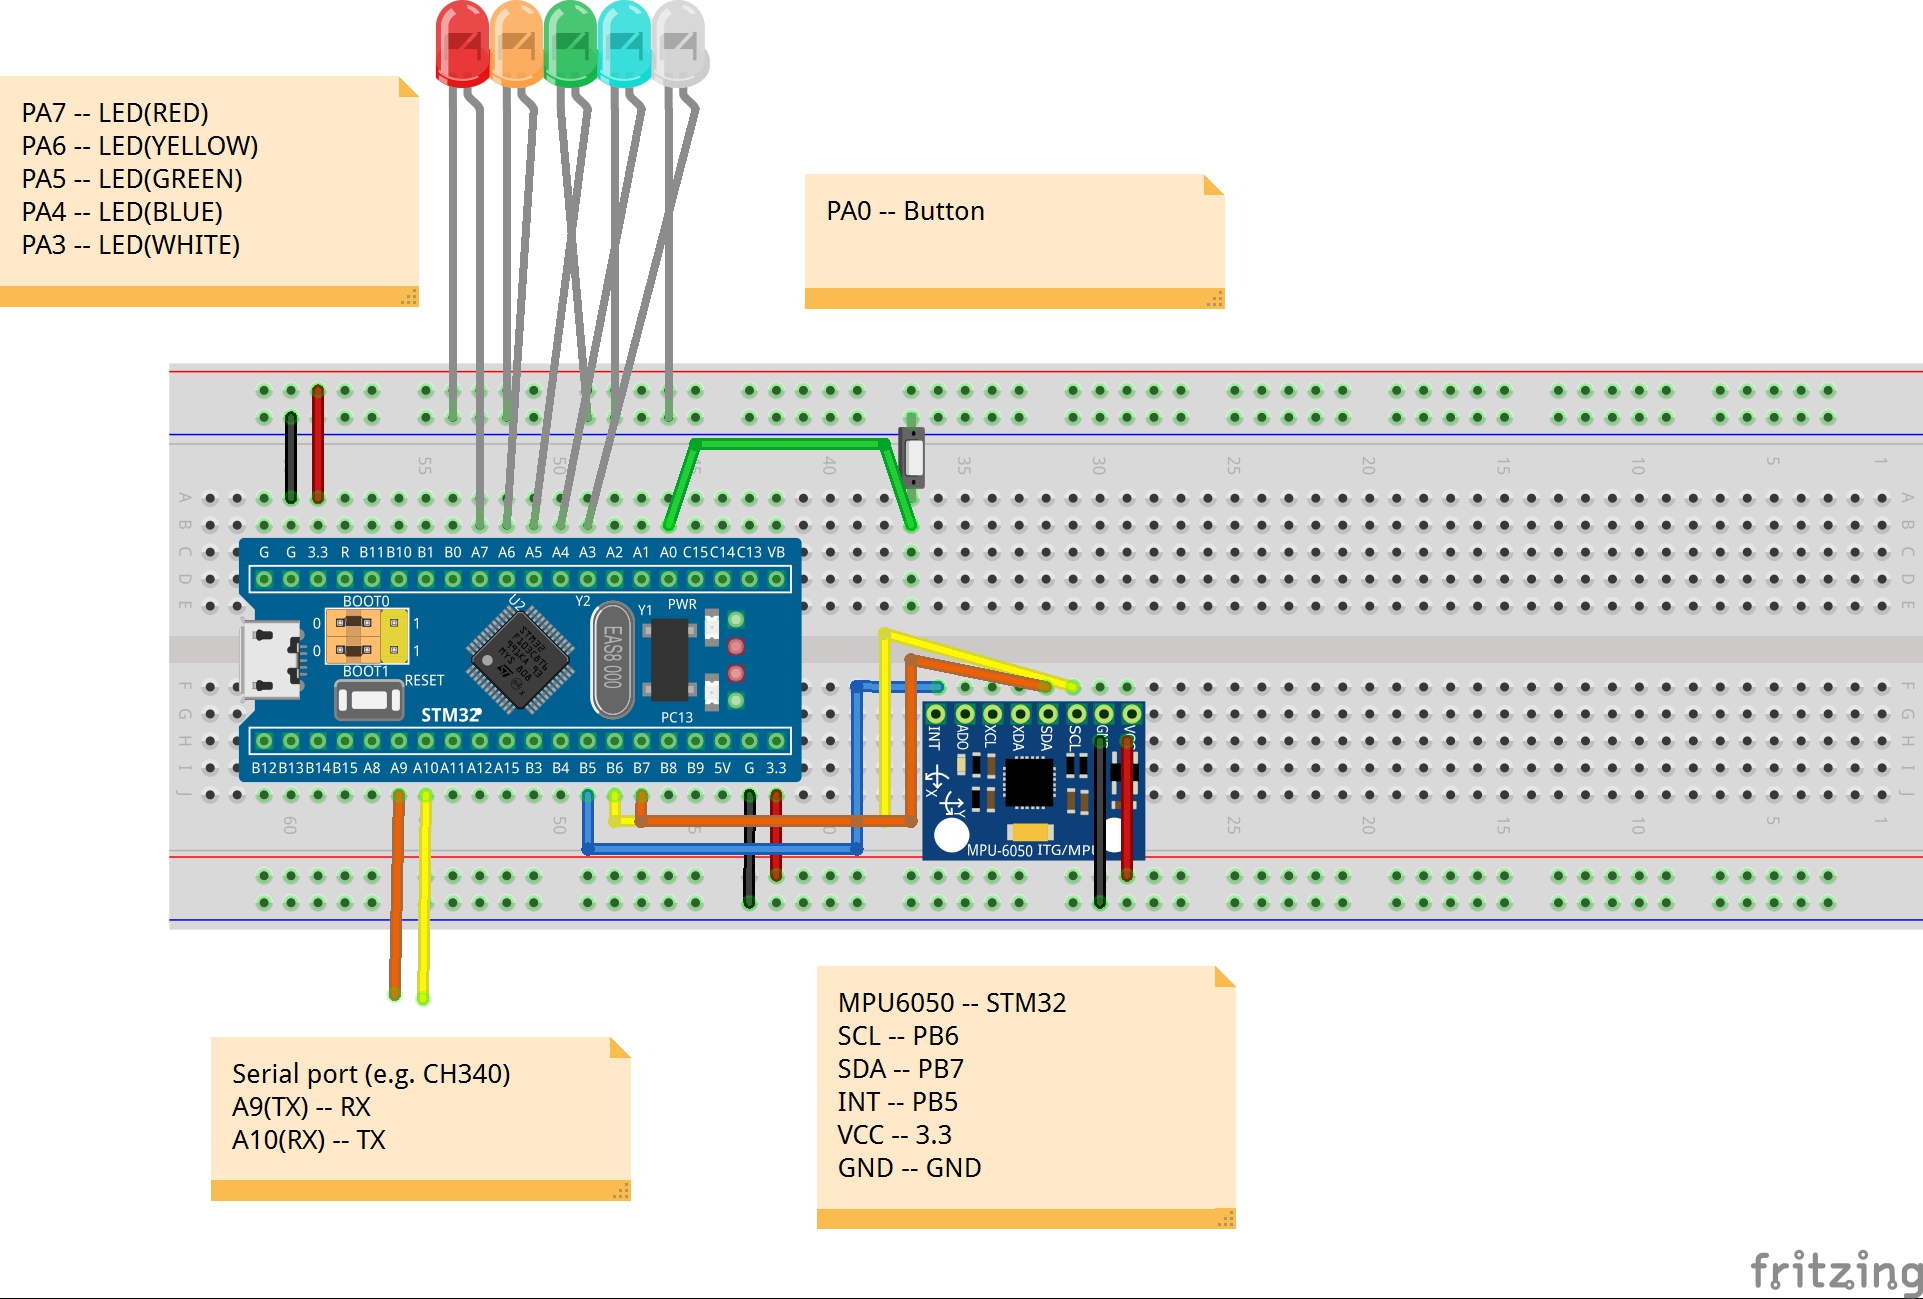 PA7 -- LED(RED)
PA6 -- LED(YELLOW)
PA5 -- LED(GREEN)
PA4 -- LED(BLUE)
PA3 -- LED(WHITE)
PA0 -- Button
55 50 45 40 35 30 25 20 15 10 5 1
A A
B B
C C
D D
E E
G G 3.3 R B11 B10 B1 B0 A7 A6 A5 A4 A3 A2 A1 A0 C15 C14 C13 VB
BOOT0
0 1
0 1
BOOT1
RESET
U2
Y2
Y1
PWR
STM32
EAS8 000
PC13
STM32
B12 B13 B14 B15 A8 A9 A10 A11 A12 A15 B3 B4 B5 B6 B7 B8 B9 5V G 3.3
F F
G G
H H
I I
J J
INT AD0 XCL XDA SDA SCL GND VCC
X
Y
MPU-6050 ITG/MPU
60 50 25 20 15 10 5 1
Serial port (e.g. CH340)
A9(TX) -- RX
A10(RX) -- TX
MPU6050 -- STM32
SCL -- PB6
SDA -- PB7
INT -- PB5
VCC -- 3.3
GND -- GND
fritzing